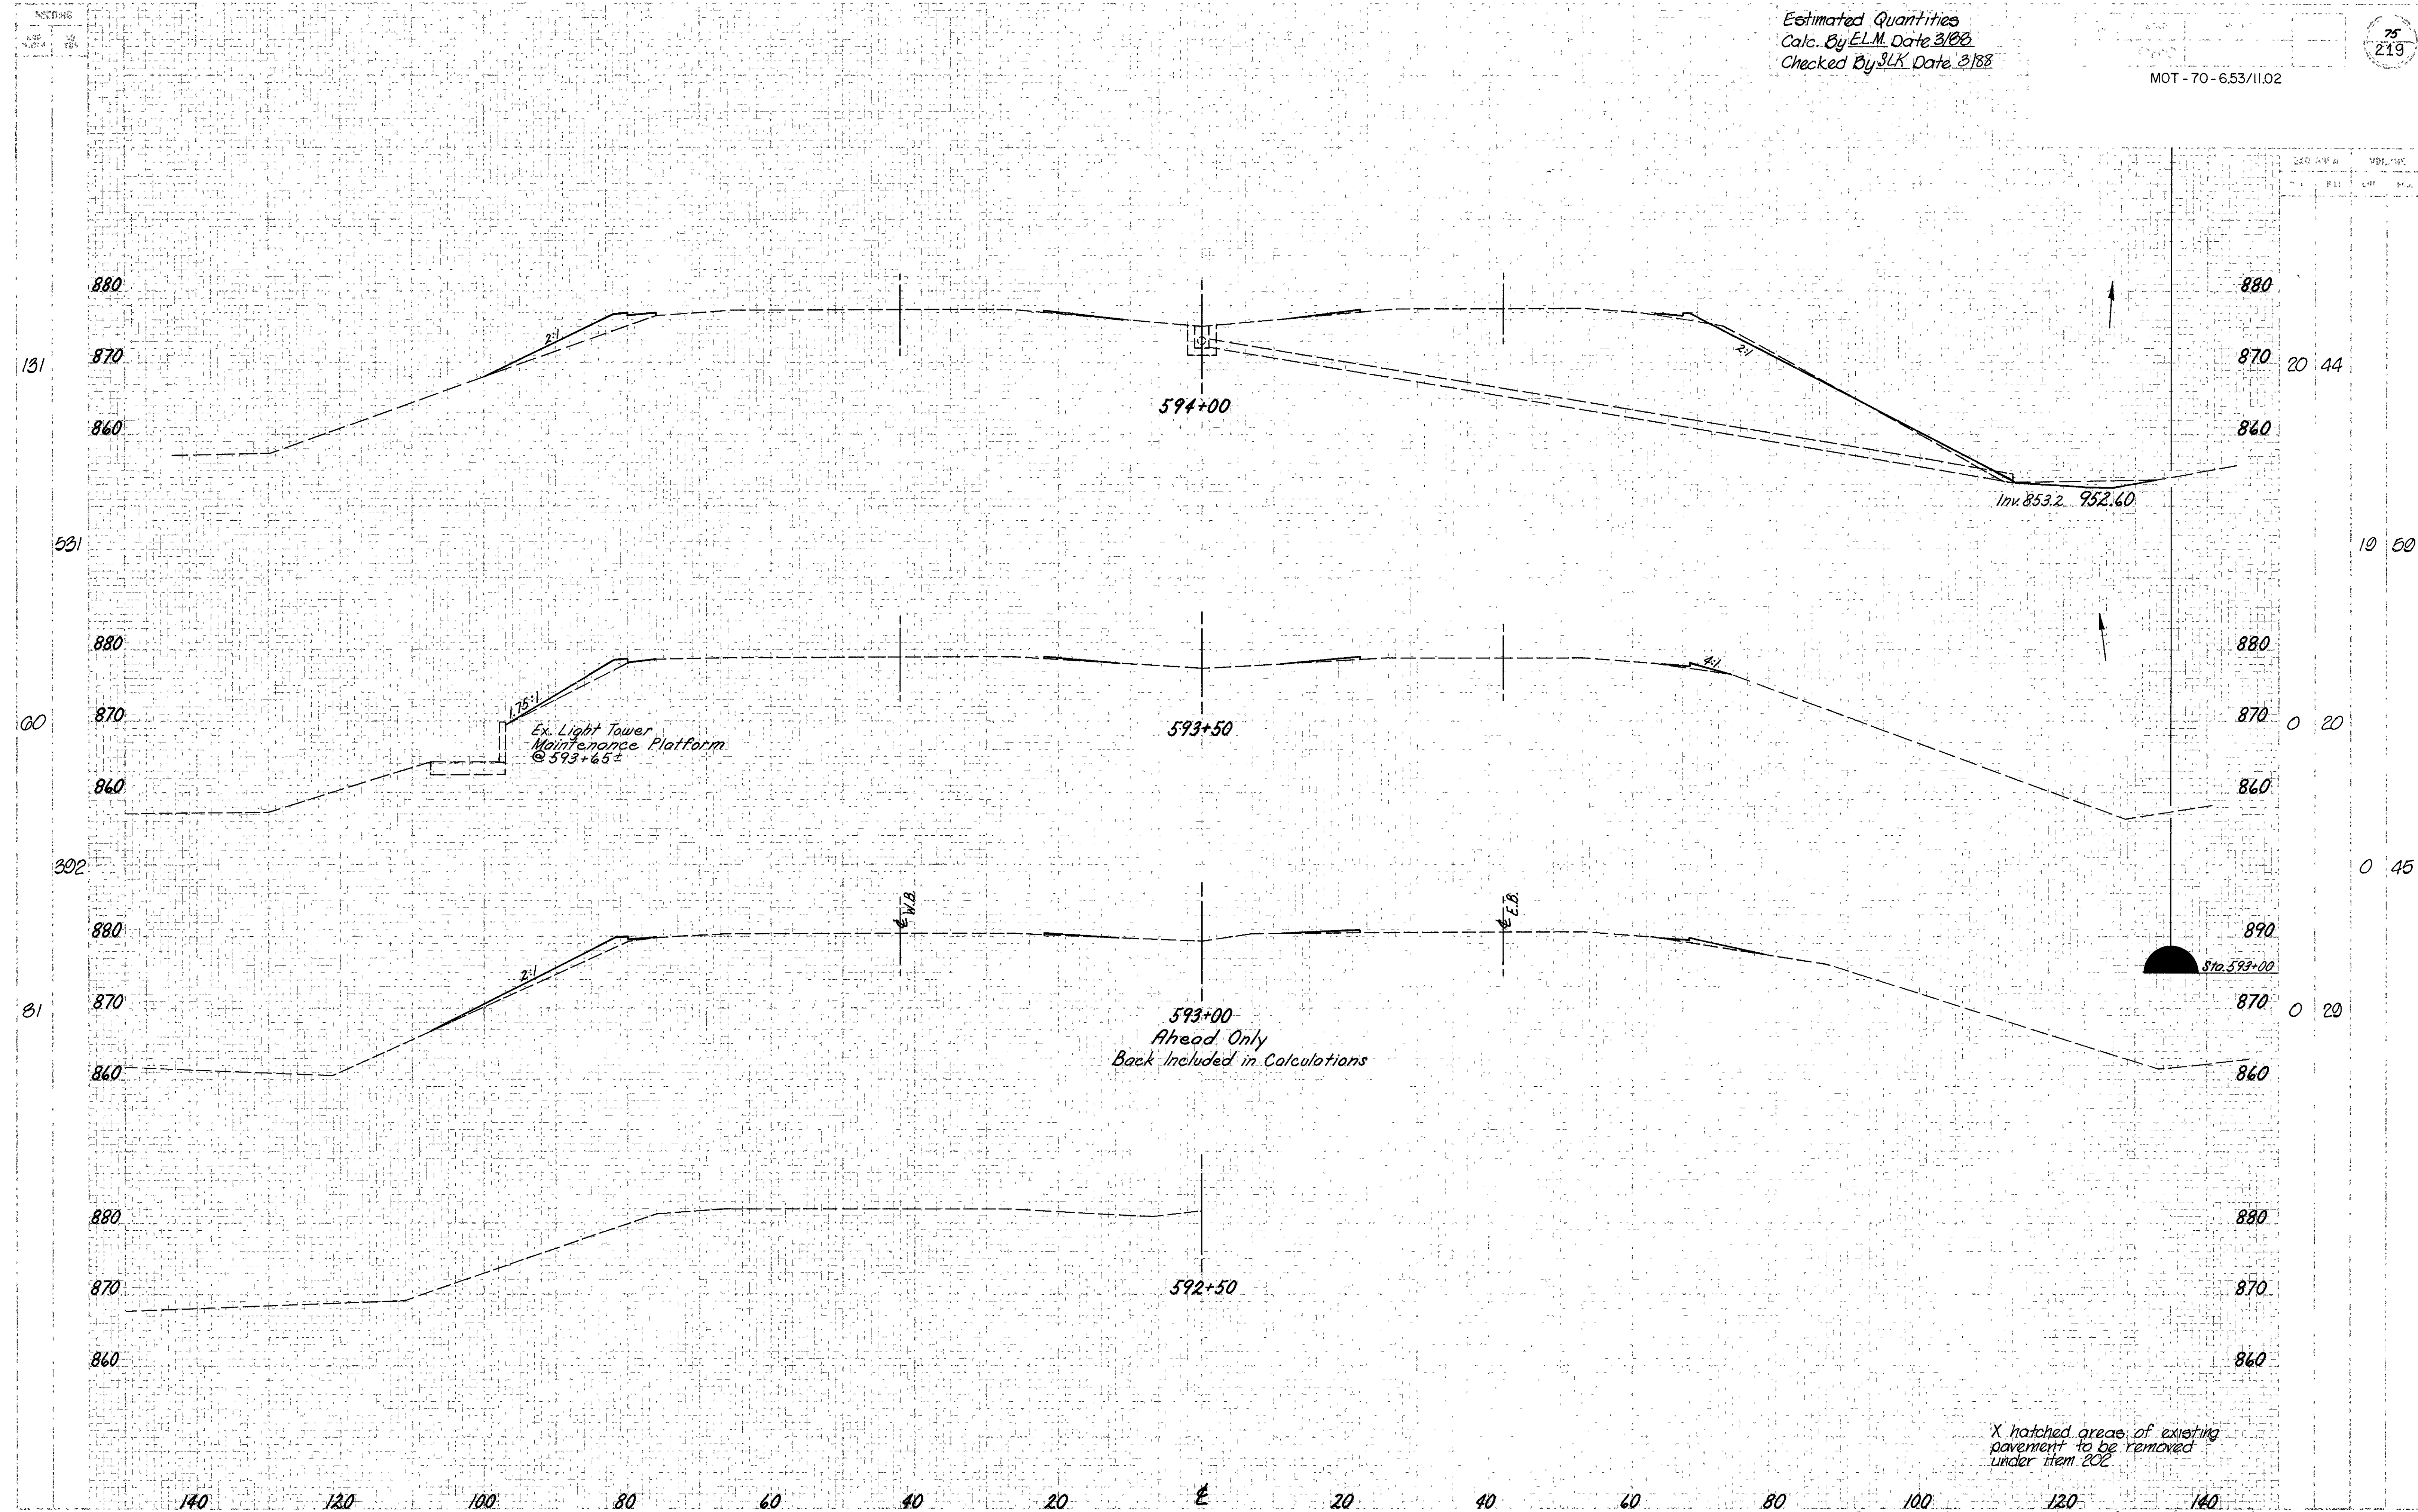 Estimated Quantities
Calc. By E.L.M. Date 3/88
Checked By SLK Date 3/88
75
219
MOT - 70 - 6.53/11.02
880
880
131
870
2:1
2:1
870
20 44
860
594+00
860
Inv. 853.2 952.60
531
19 59
880
880
4:1
60
870
1.75:1
593+50
870
0 20
Ex. Light Tower
Maintenance Platform
@ 593+65±
860
860
392
0 45
℄ W.B.
℄ E.B.
880
890
2:1
Sta. 593+00
81
870
593+00
870
0 29
Ahead Only
Back Included in Calculations
860
860
880
880
870
592+50
870
860
860
X hatched areas of existing
pavement to be removed
under item 202
140 120 100 80 60 40 20 ℄ 20 40 60 80 100 120 140